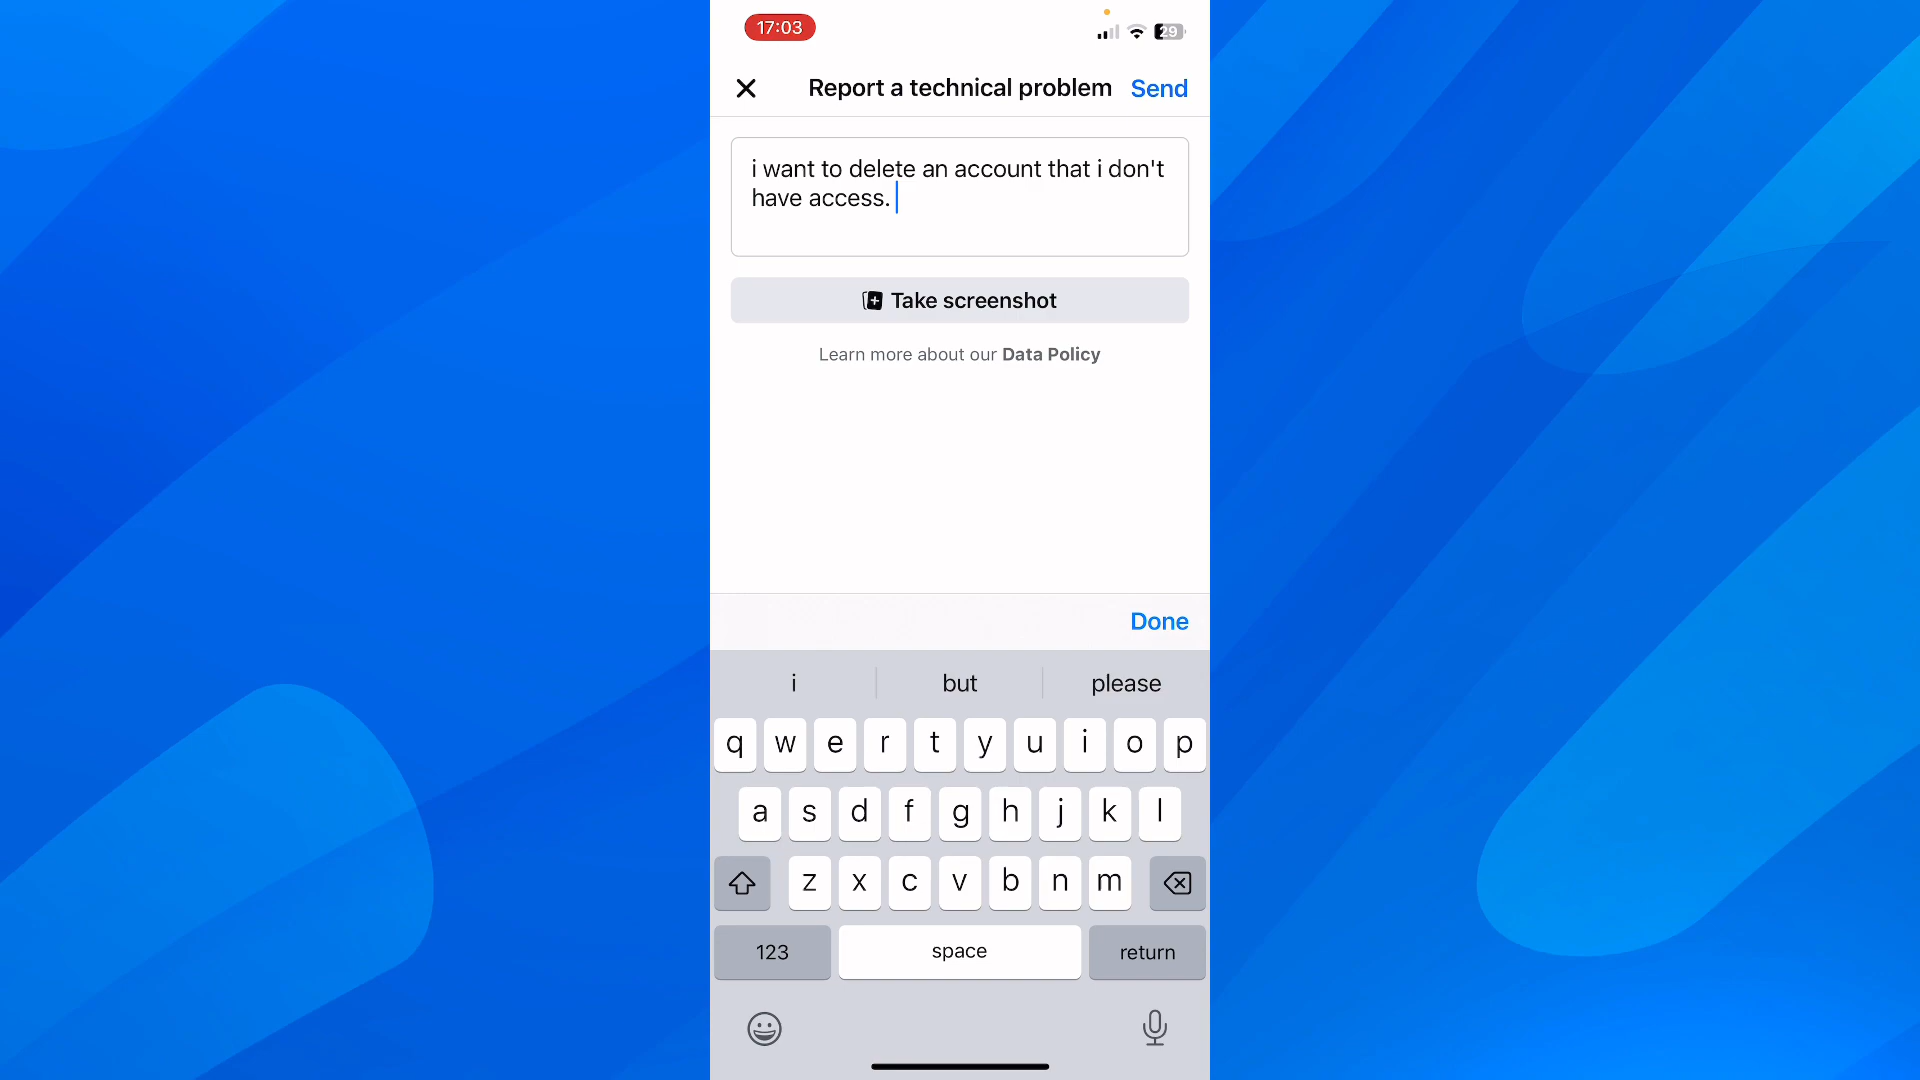 17:03
29
Report a technical problem Send
i want to delete an account that i don't
have access.
Take screenshot
Learn more about our Data Policy
Done
i but please
q w e r t y u i o p
a s d f g h j k l
z x c v b n m
123 space return